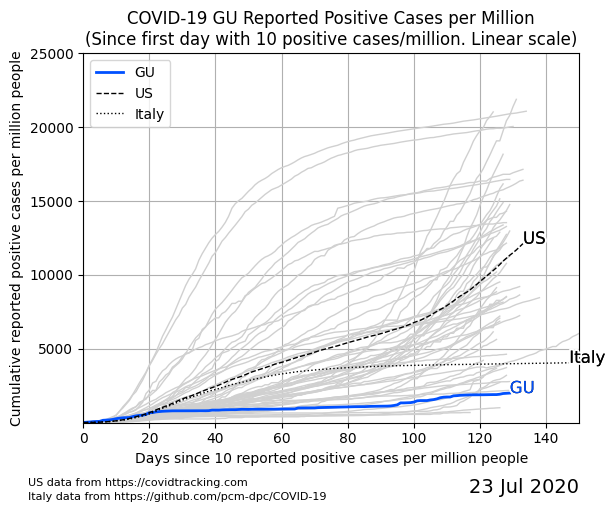 COVID-19 GU Reported Positive Cases per Million
(Since first day with 10 positive cases/million. Linear scale)
Cumulative reported positive cases per million people
25000
20000
15000
10000
5000
GU
US
Italy
US
Italy
GU
0 20 40 60 80 100 120 140
Days since 10 reported positive cases per million people
US data from https://covidtracking.com
Italy data from https://github.com/pcm-dpc/COVID-19
23 Jul 2020